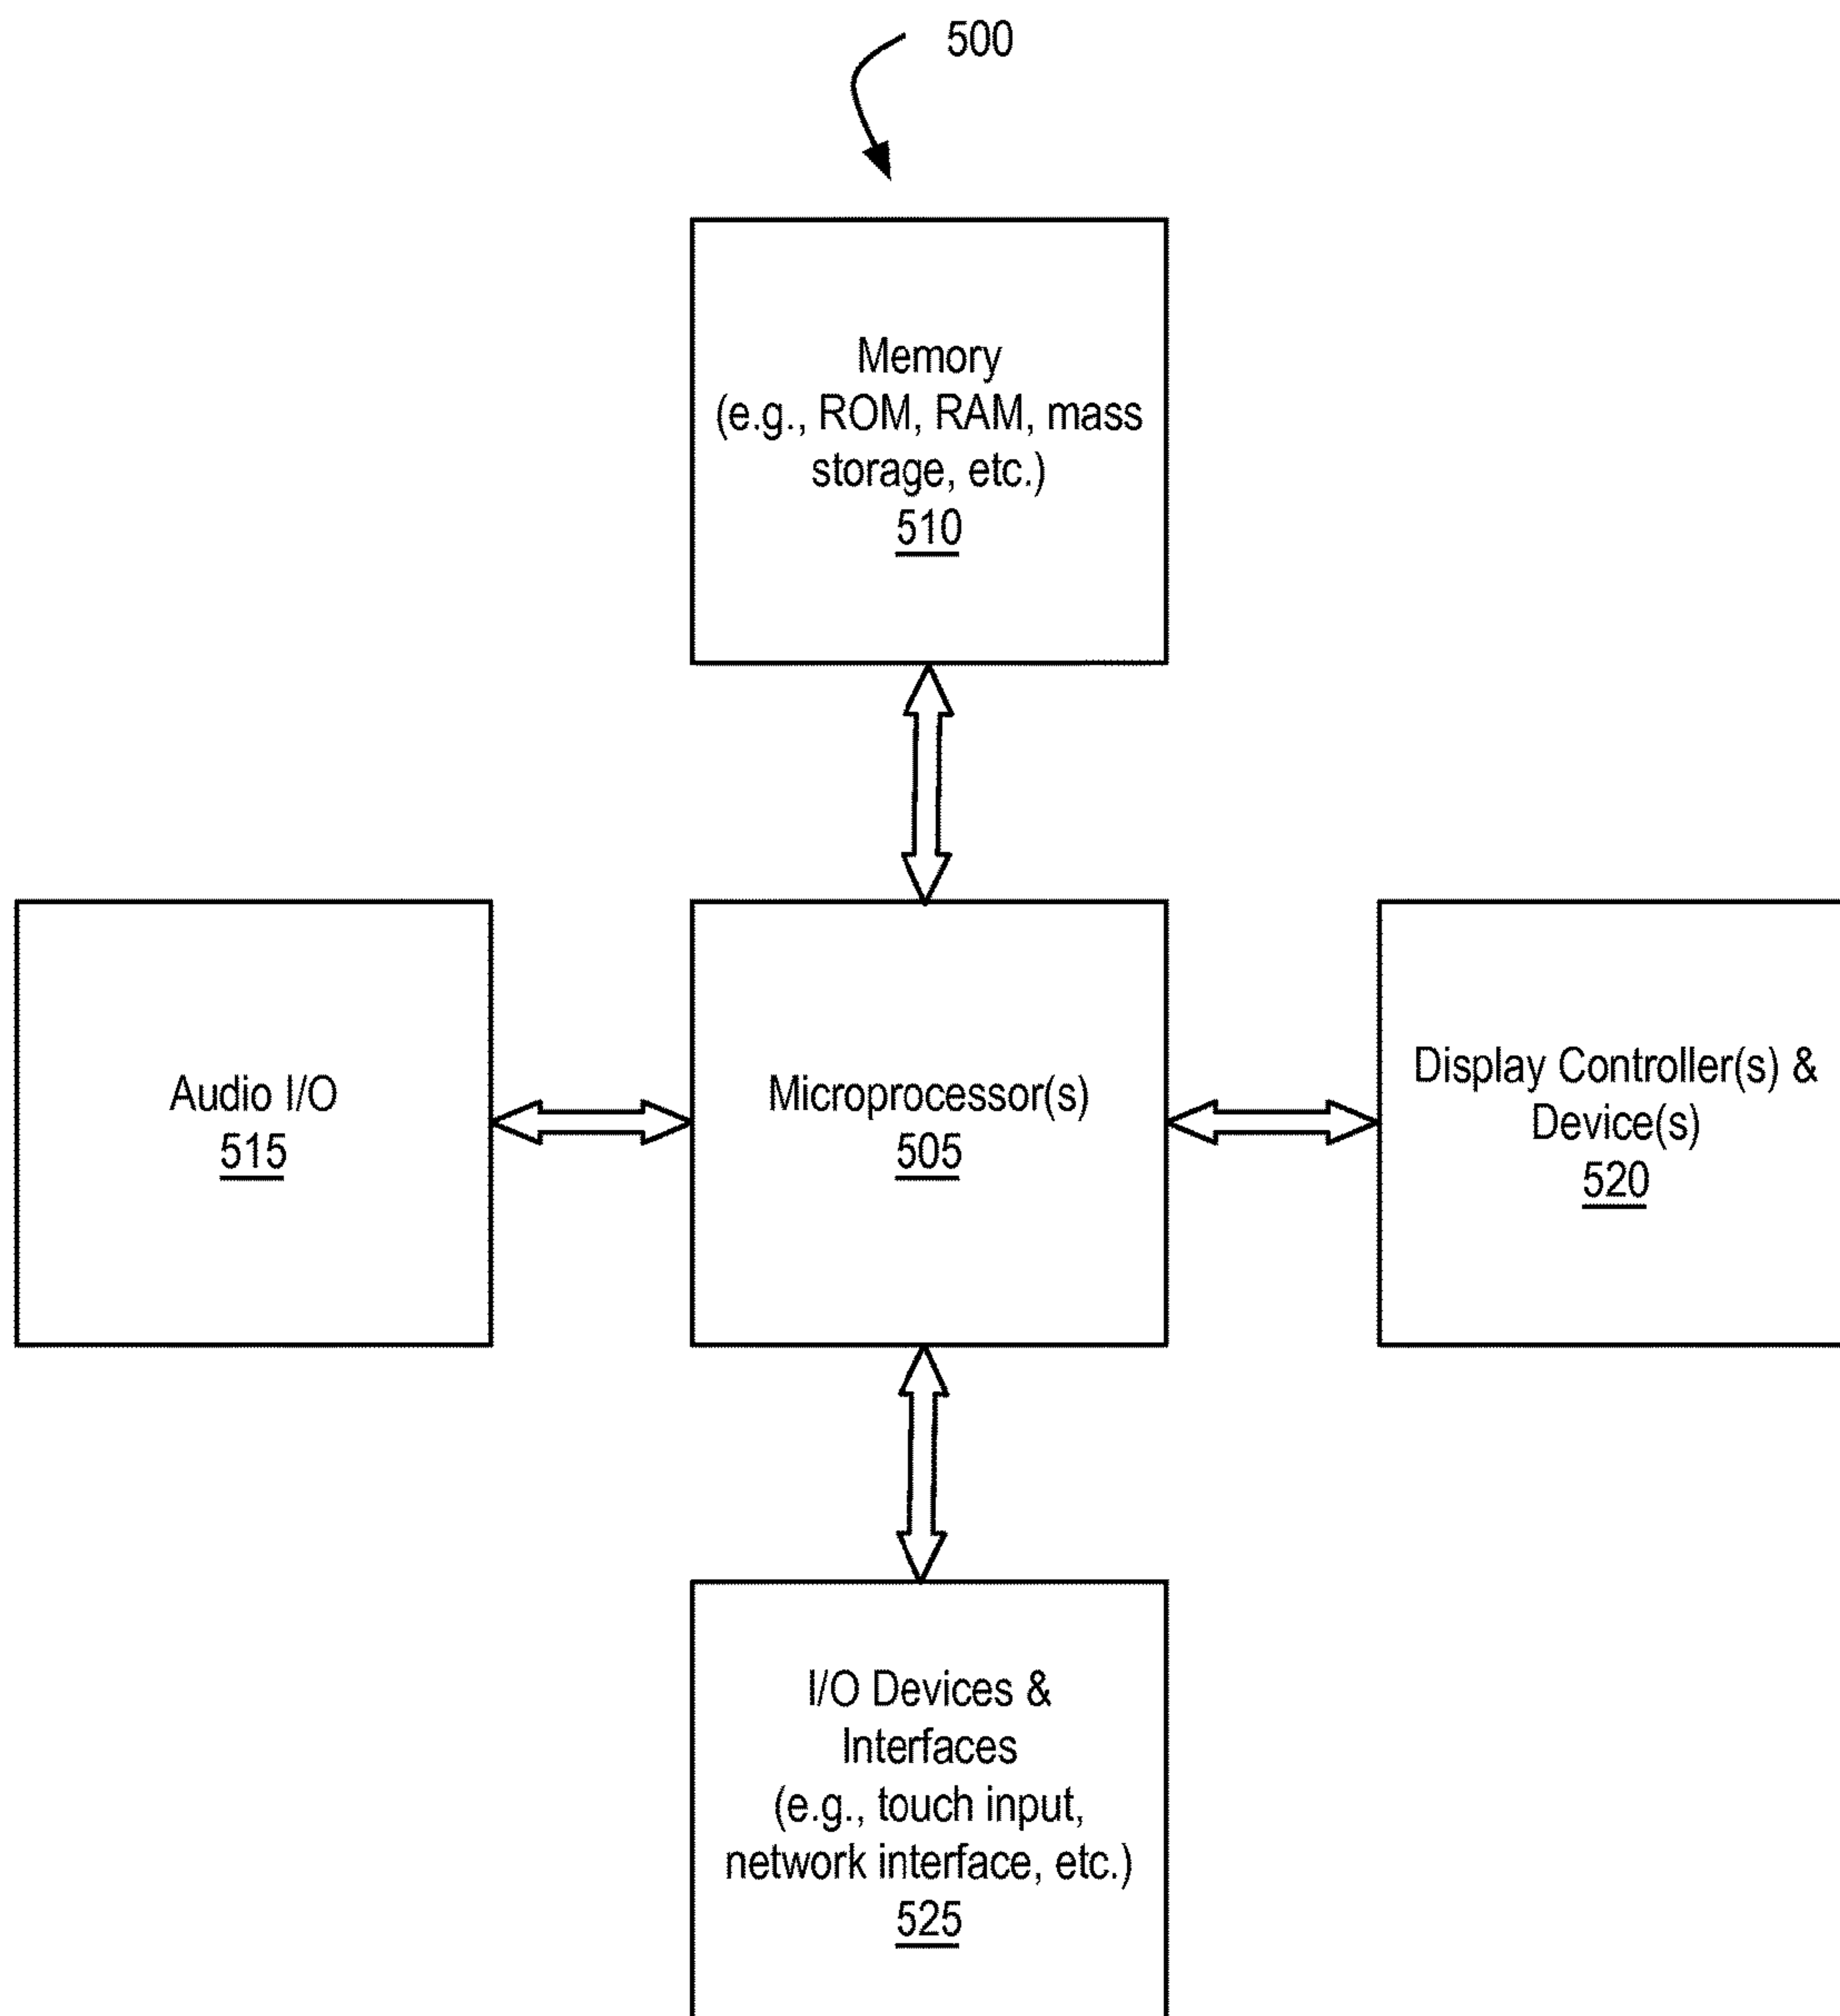 500
Memory
(e.g., ROM, RAM, mass
storage, etc.)
510
Audio I/O
515
Microprocessor(s)
505
Display Controller(s) &
Device(s)
520
I/O Devices &
Interfaces
(e.g., touch input,
network interface, etc.)
525